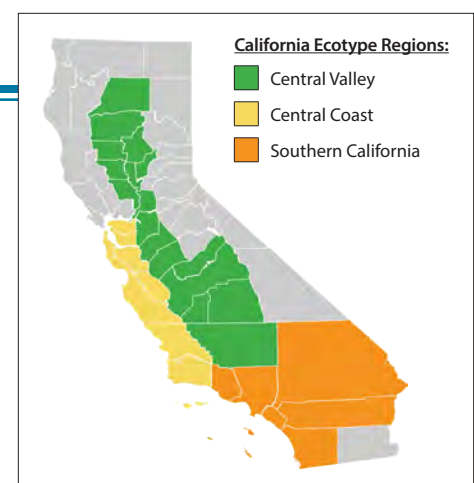 California Ecotype Regions:
Central Valley
Central Coast
Southern California